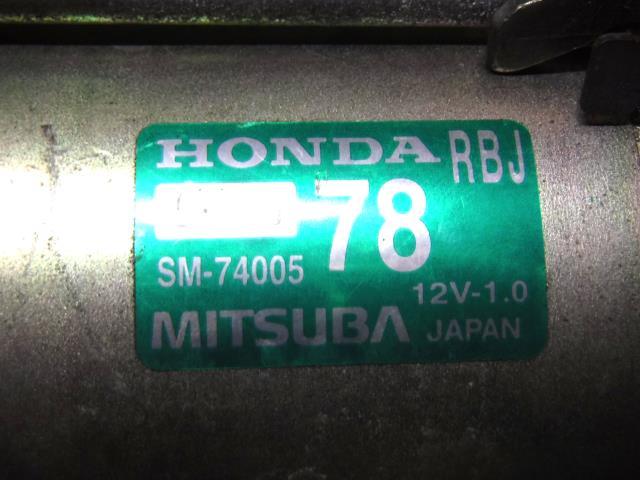 HONDA RBJ
78
SM-74005
12V-1.0
MITSUBA JAPAN